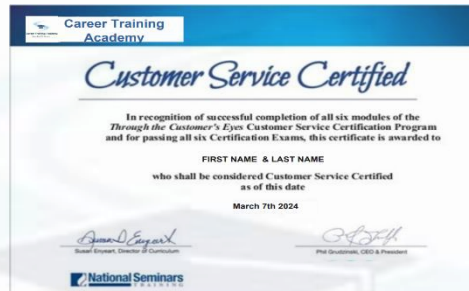 Career Training
Academy
Customer Service Certified
In recognition of successful completion of all six modules of the
Through the Customer's Eyes Customer Service Certification Program
and for passing all six Certification Exams, this certificate is awarded to
FIRST NAME & LAST NAME
who shall be considered Customer Service Certified
as of this date
March 7th 2024
Susan Enyeart, Director of Curriculum
Phil Grudzinski, CEO & President
National Seminars
TRAINING